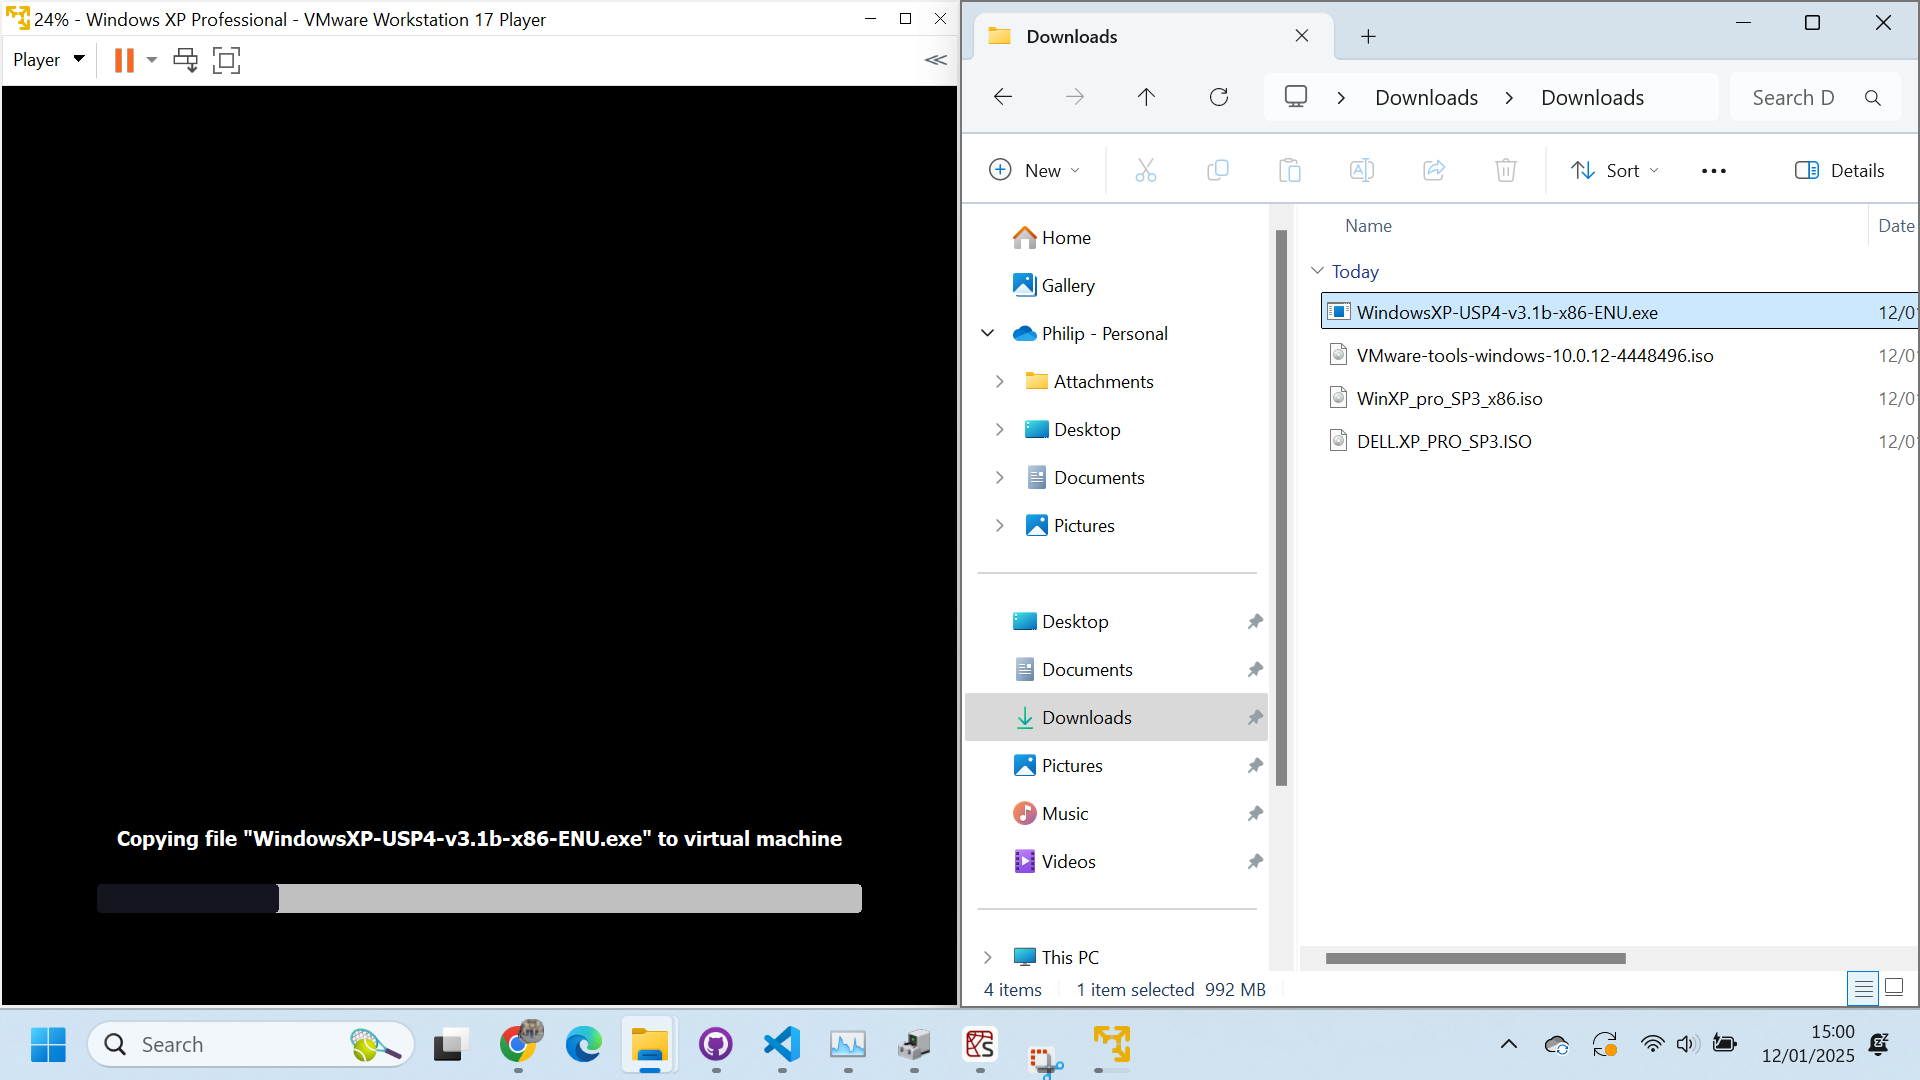 24% - Windows XP Professional - VMware Workstation 17 Player
Player
Copying file "WindowsXP-USP4-v3.1b-x86-ENU.exe" to virtual machine
Downloads
Downloads
Downloads
Search D
New
Sort
Details
Home
Gallery
Philip - Personal
Attachments
Desktop
Documents
Pictures
Desktop
Documents
Downloads
Pictures
Music
Videos
This PC
Name
Date
Today
WindowsXP-USP4-v3.1b-x86-ENU.exe
12/0
VMware-tools-windows-10.0.12-4448496.iso
12/0
WinXP_pro_SP3_x86.iso
12/0
DELL.XP_PRO_SP3.ISO
12/0
4 items
1 item selected 992 MB
Search
15:00
12/01/2025